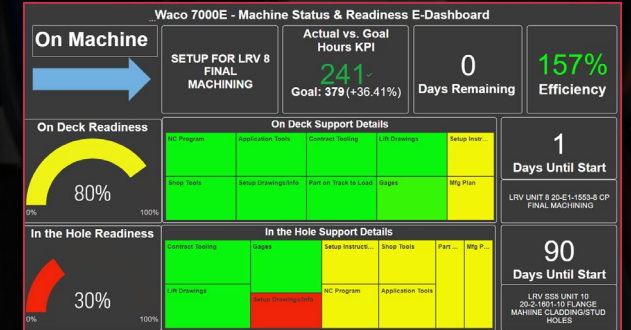 Waco 7000E - Machine Status & Readiness E-Dashboard
On Machine
SETUP FOR LRV 8
FINAL
MACHINING
Actual vs. Goal
Hours KPI
241
Goal: 379 (+36.41%)
0
Days Remaining
157%
Efficiency
On Deck Readiness
80%
0%
100%
On Deck Support Details
NC Program
Application Tools
Contract Tooling
Lift Drawings
Setup Instr...
Shop Tools
Setup Drawings/Info
Part on Track to Load
Gages
Mfg Plan
1
Days Until Start
LRV UNIT 8 20-E1-1553-8 CP
FINAL MACHINING
In the Hole Readiness
30%
0%
100%
In the Hole Support Details
Contract Tooling
Gages
Setup Instructi...
Shop Tools
Part ...
Mfg P...
Lift Drawings
Setup Drawings/Info
NC Program
Application Tools
90
Days Until Start
LRV SS8 UNIT 10
20-2-1601-10 FLANGE
MAHIINE CLADDING/STUD
HOLES